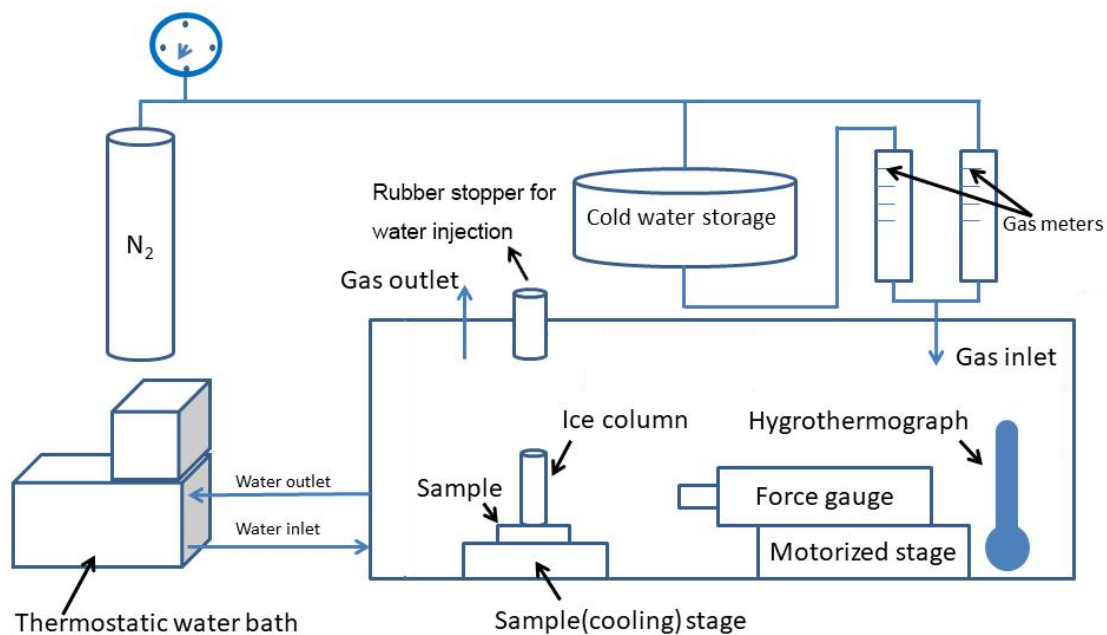 N2
Rubber stopper for
water injection
Gas outlet
Cold water storage
Gas meters
Gas inlet
Ice column
Hygrothermograph
Sample
Force gauge
Motorized stage
Water outlet
Water inlet
Thermostatic water bath
Sample(cooling) stage